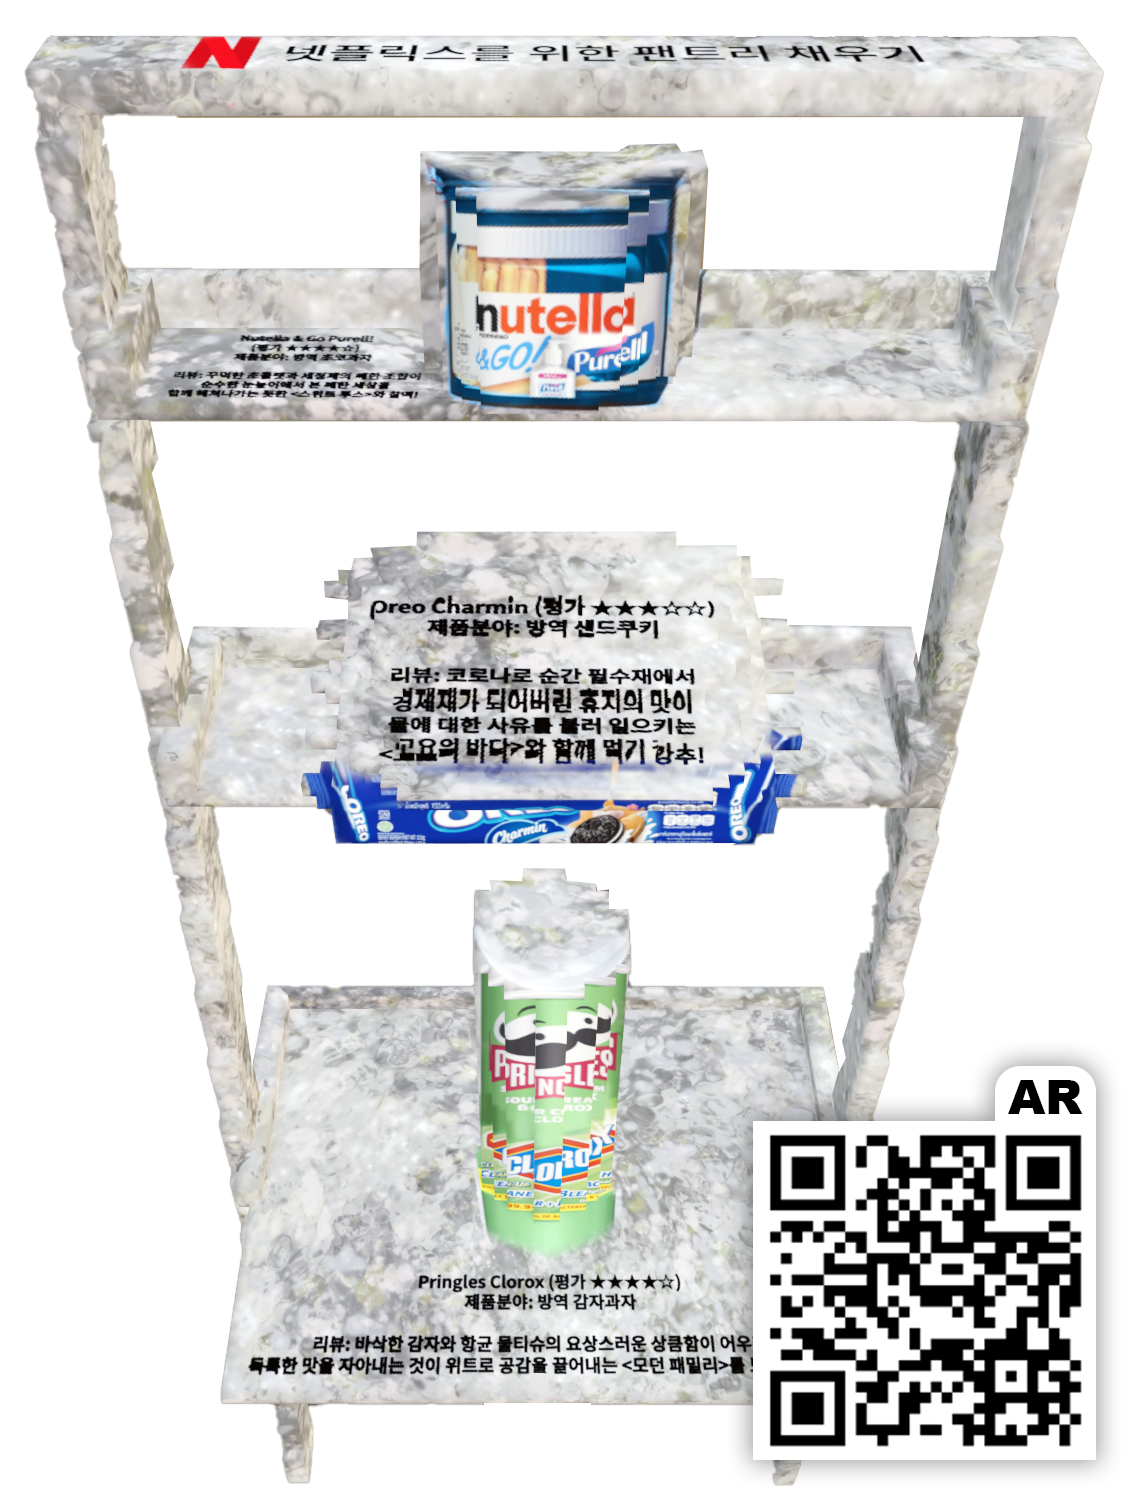 N 넷플릭스를 위한 팬트리 채우기
nutella
&GO!
Purell
Nutella & Go Purell!
(평가 ★★★★☆)
제품분야: 방역 초코과자
리뷰: 꾸덕한 초콜렛과 세정제의 쾌한 조합이
순수한 눈높이에서 본 폐한 세상을
함께 헤쳐나가는 듯한 <스위트 투스>와 찰떡!
Oreo Charmin (평가 ★★★☆☆)
제품분야: 방역 샌드쿠키
리뷰: 코로나로 순간 필수재에서
경제재가 되어버린 휴지의 맛이
물에 대한 사유를 불러 일으키는
<고요의 바다>와 함께 먹기 강추!
OREO
Charmin
OREO
Pringles Clorox (평가 ★★★★☆)
제품분야: 방역 감자과자
리뷰: 바삭한 감자와 항균 물티슈의 요상스러운 상큼함이 어우
독특한 맛을 자아내는 것이 위트로 공감을 끌어내는 <모던 패밀리>를
AR